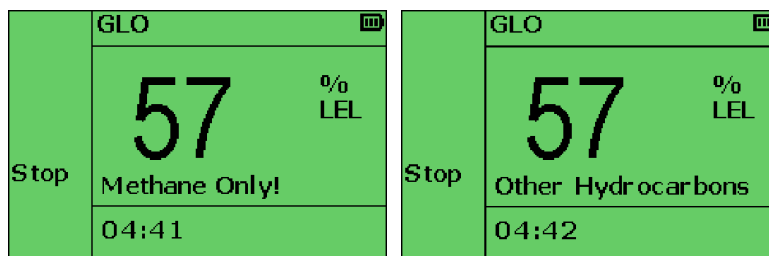 GLO
57
%
LEL
Stop
Methane Only!
04:41
GLO
57
%
LEL
Stop
Other Hydrocarbons
04:42